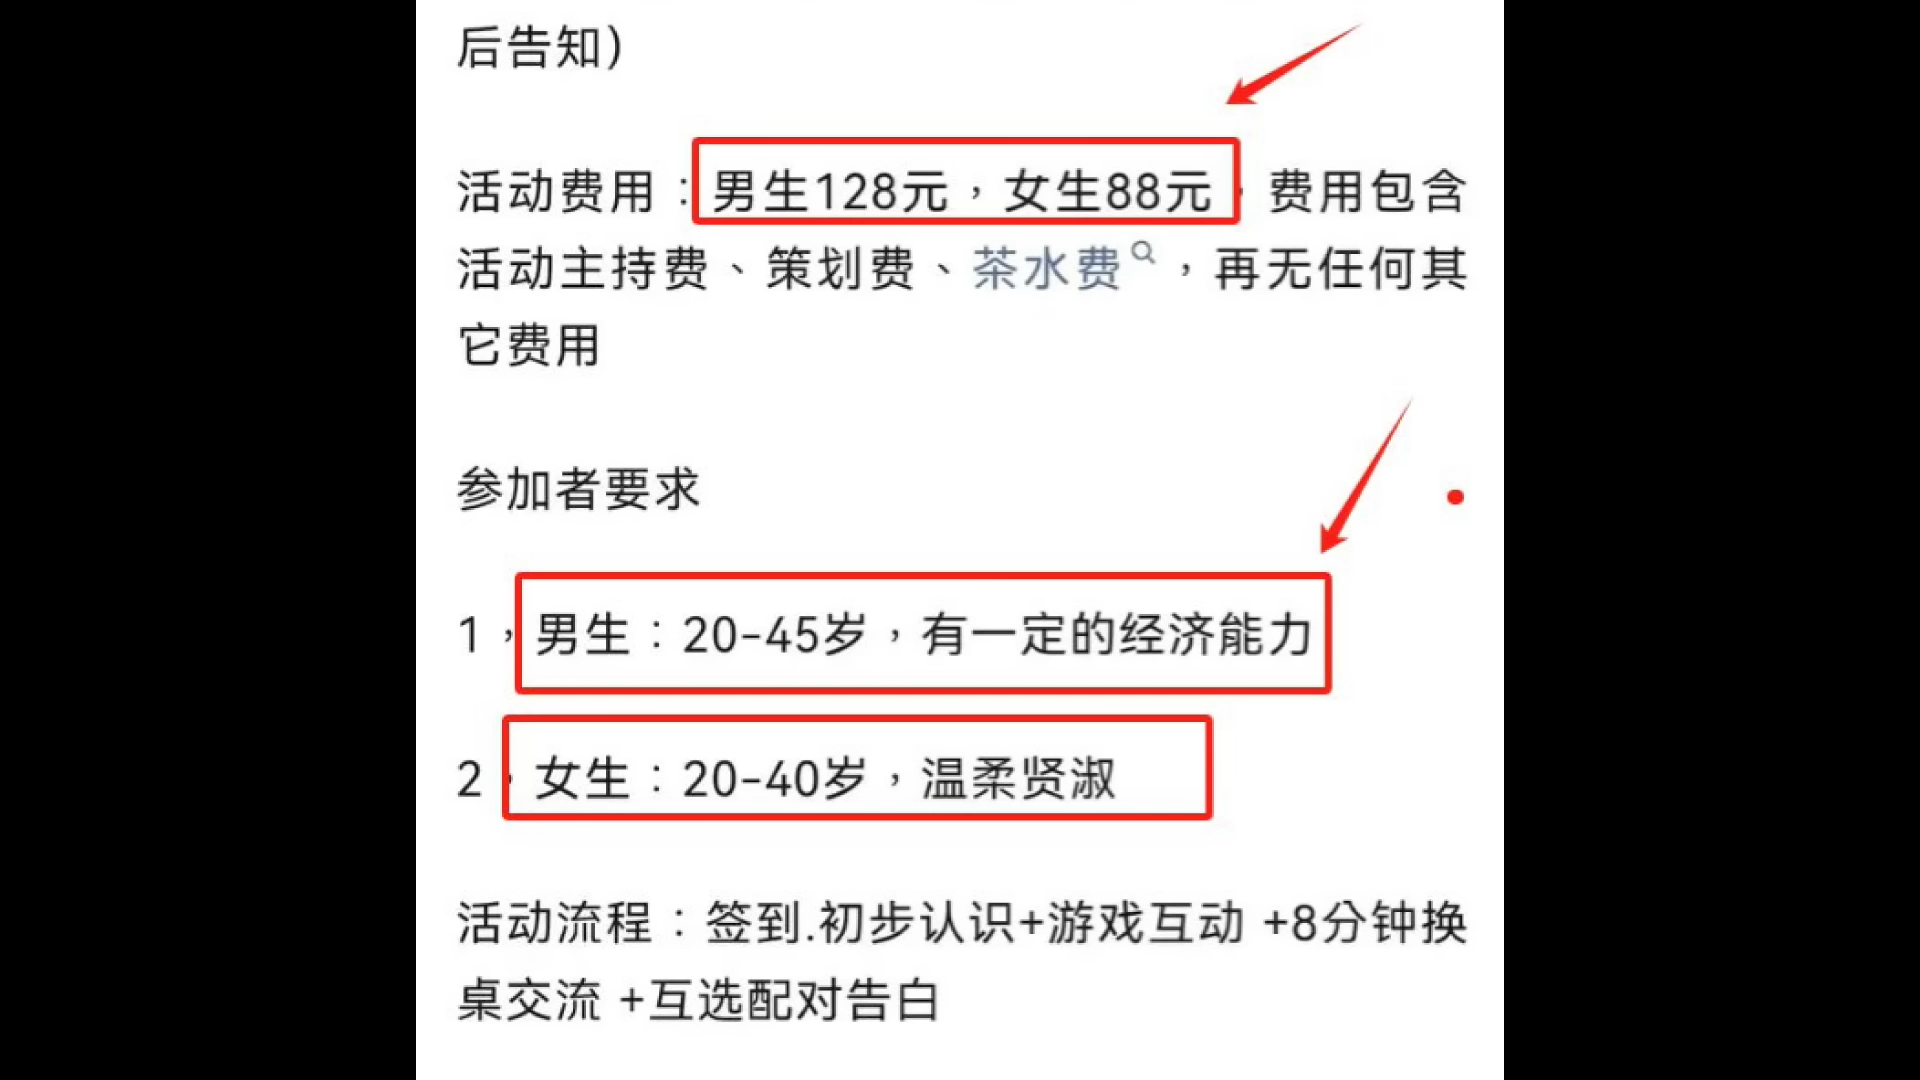 后告知)
活动费用：男生128元，女生88元，费用包含
活动主持费、策划费、茶水费，再无任何其
它费用
参加者要求
1，男生：20-45岁，有一定的经济能力
2，女生：20-40岁，温柔贤淑
活动流程：签到.初步认识+游戏互动 +8分钟换
桌交流 +互选配对告白